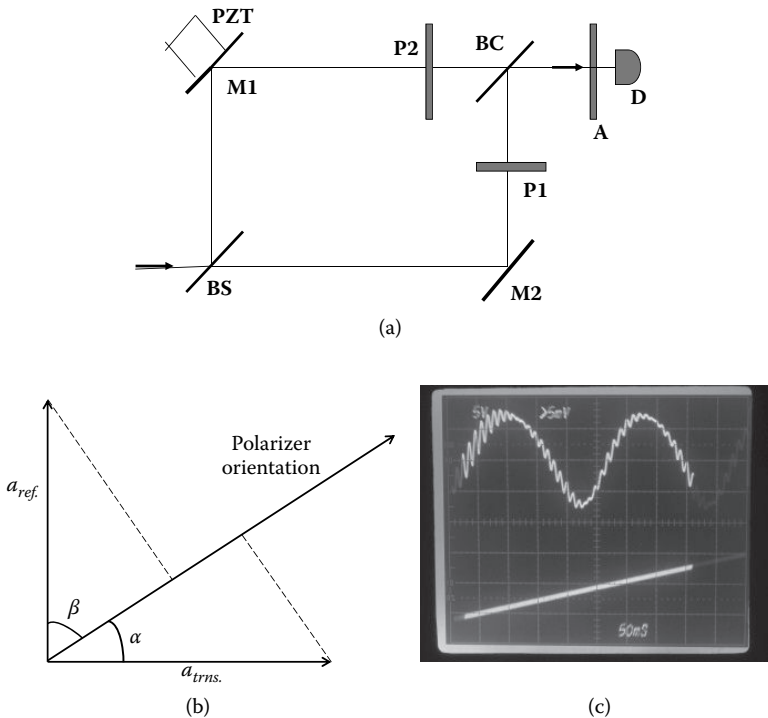 PZT
P2
BC
M1
D
A
P1
BS
M2
(a)
Polarizer
orientation
a_ref.
β
α
a_trns.
(b)
5V >5mV
50mS
(c)